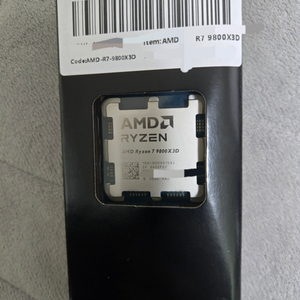 Item:AMD R7 9800X3D
Code:AMD-R7-9800X3D
AMD
RYZEN
AMD Ryzen 7 9800X3D